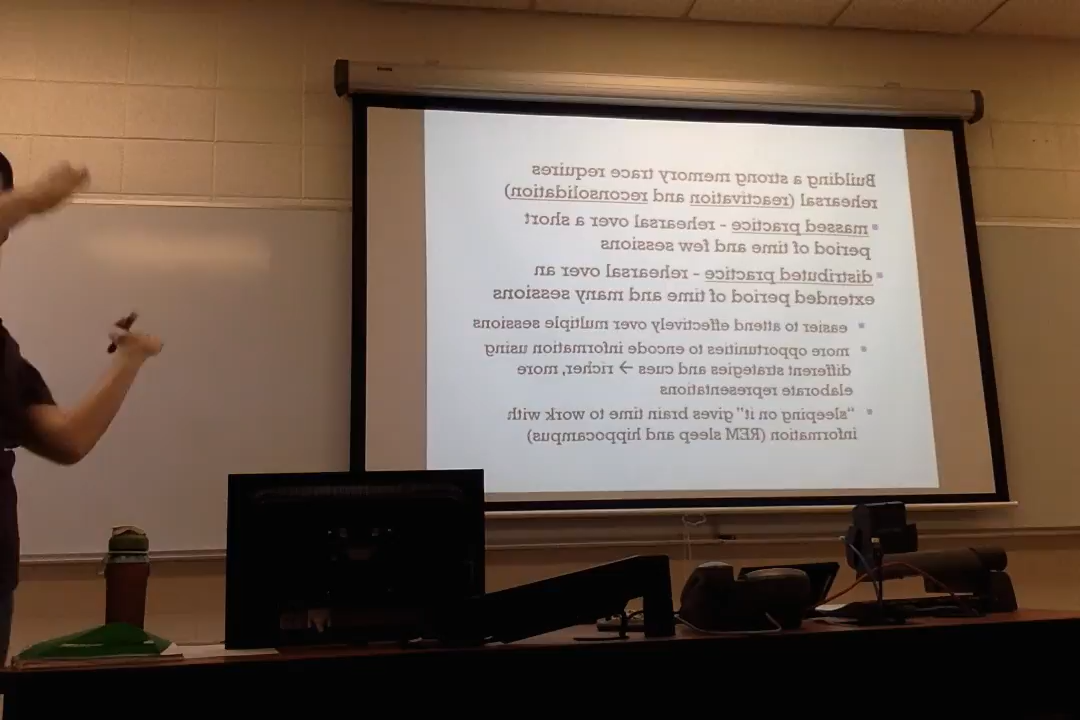 Building a strong memory trace requires
rehearsal (reactivation and reconsolidation)
▪ massed practice - rehearsal over a short
period of time and few sessions
▪ distributed practice - rehearsal over an
extended period of time and many sessions
▪ easier to attend effectively over multiple sessions
▪ more opportunities to encode information using
different strategies and cues → richer, more
elaborate representations
▪ "sleeping on it" gives brain time to work with
information (REM sleep and hippocampus)